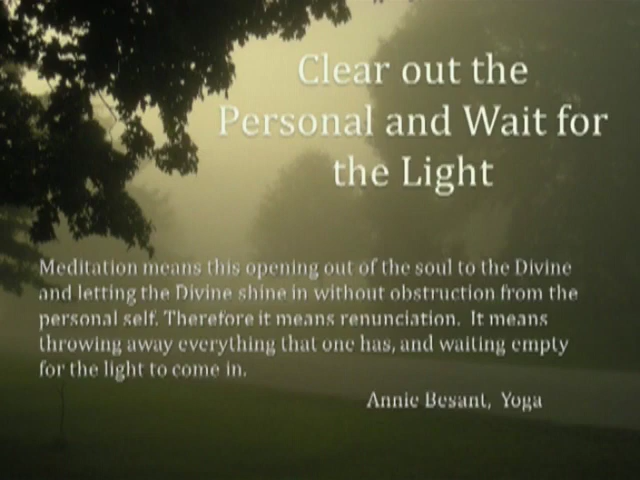 Clear out the
Personal and Wait for
the Light
Meditation means this opening out of the soul to the Divine
and letting the Divine shine in without obstruction from the
personal self. Therefore it means renunciation.  It means
throwing away everything that one has, and waiting empty
for the light to come in.
Annie Besant,  Yoga